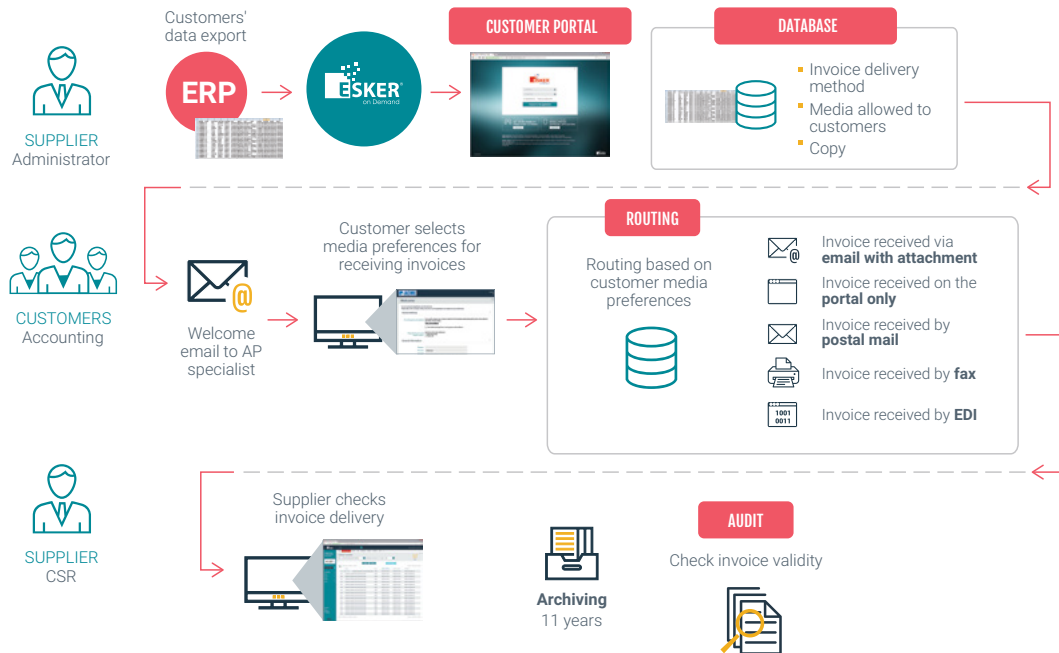 Customers'
data export
ERP
ESKER®
on Demand
CUSTOMER PORTAL
DATABASE
Invoice delivery
method
Media allowed to
customers
Copy
SUPPLIER
Administrator
CUSTOMERS
Accounting
@
Welcome
email to AP
specialist
Customer selects
media preferences for
receiving invoices
ROUTING
Routing based on
customer media
preferences
@
Invoice received via
email with attachment
Invoice received on the
portal only
Invoice received by
postal mail
Invoice received by fax
1001
0011
Invoice received by EDI
SUPPLIER
CSR
Supplier checks
invoice delivery
Archiving
11 years
AUDIT
Check invoice validity